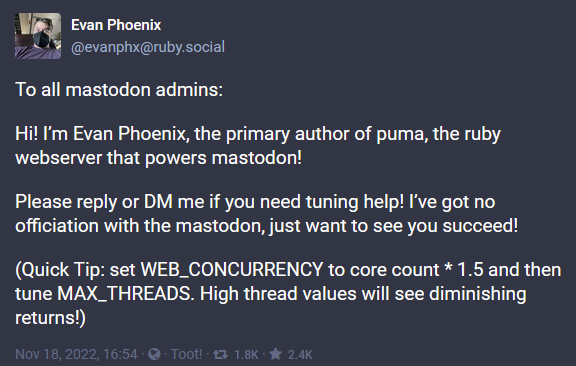 Evan Phoenix
@evanphx@ruby.social
To all mastodon admins:
Hi! I’m Evan Phoenix, the primary author of puma, the ruby
webserver that powers mastodon!
Please reply or DM me if you need tuning help! I’ve got no
officiation with the mastodon, just want to see you succeed!
(Quick Tip: set WEB_CONCURRENCY to core count * 1.5 and then
tune MAX_THREADS. High thread values will see diminishing
returns!)
Nov 18, 2022, 16:54 · · Toot! · 1.8K · 2.4K